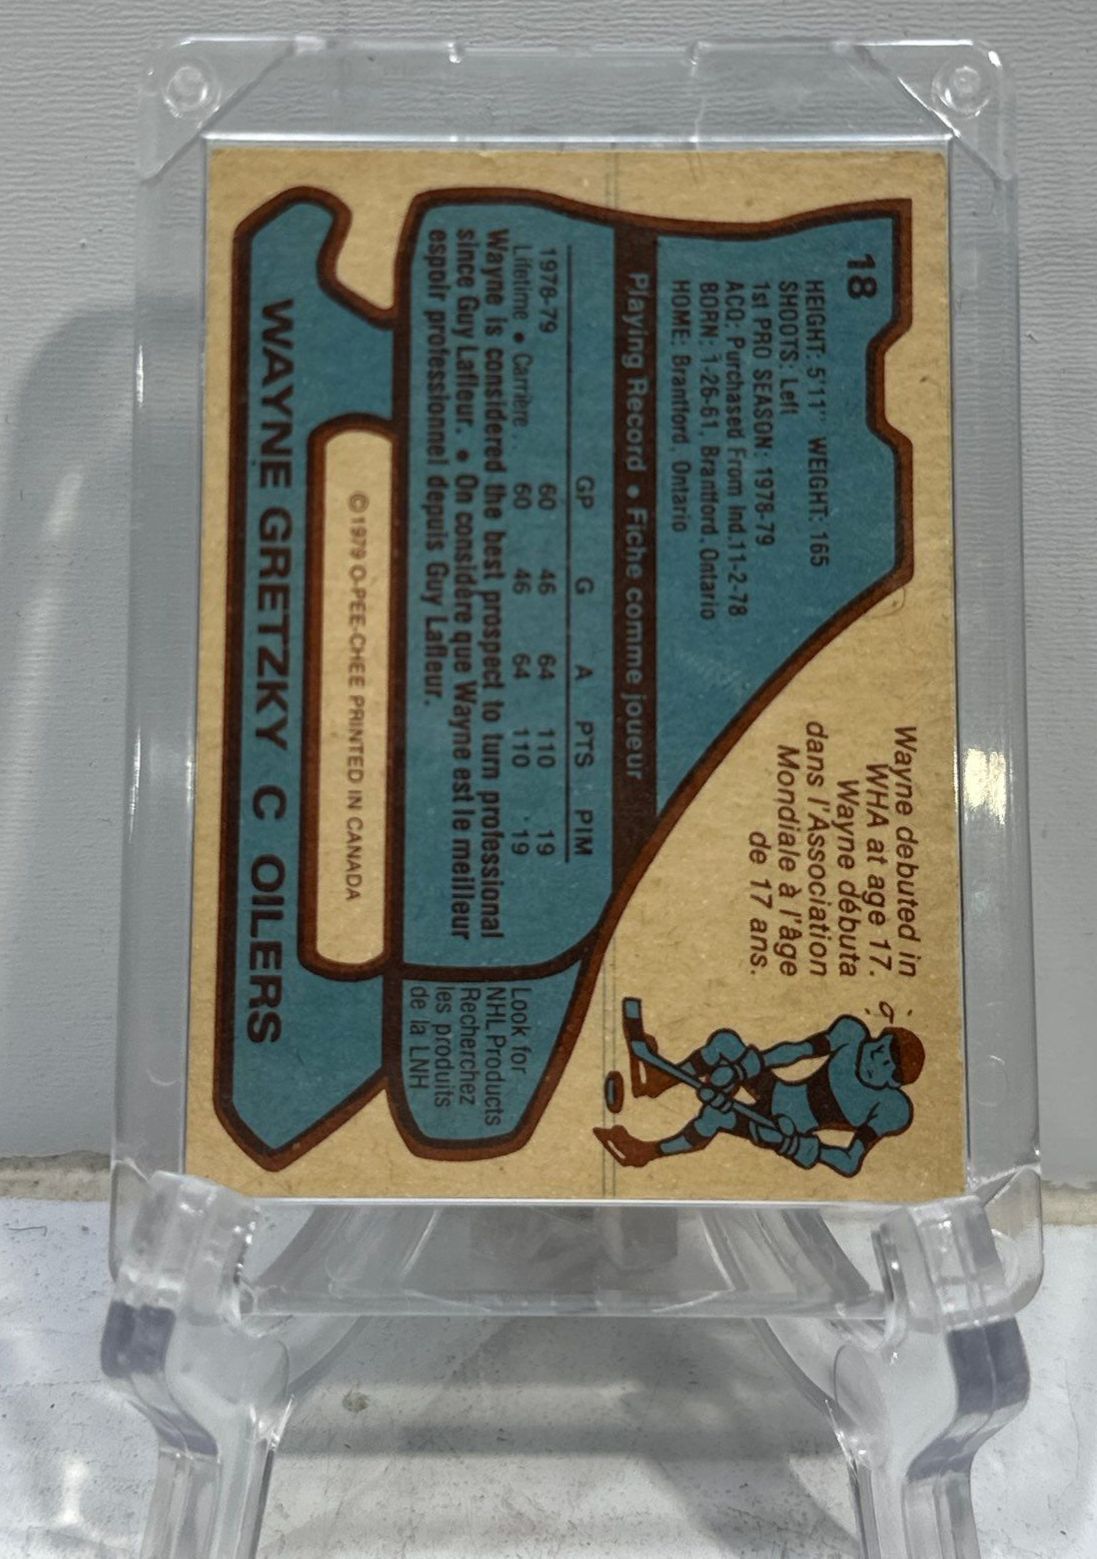 18
HEIGHT: 5'11" WEIGHT: 165
SHOOTS: Left
1st PRO SEASON: 1978-79
ACQ: Purchased From Ind.11-2-78
BORN: 1-26-61, Brantford, Ontario
HOME: Brantford, Ontario
Wayne debuted in
WHA at age 17.
Wayne débuta
dans l'Association
Mondiale à l'âge
de 17 ans.
Playing Record • Fiche comme joueur
GP G A PTS PIM
1978-79 60 46 64 110 19
Lifetime • Carrière . . 60 46 64 110 19
Wayne is considered the best prospect to turn professional
since Guy Lafleur. • On considère que Wayne est le meilleur
espoir professionnel depuis Guy Lafleur.
Look for
NHL Products
Recherchez
les produits
de la LNH
©1979 O-PEE-CHEE PRINTED IN CANADA
WAYNE GRETZKY C OILERS